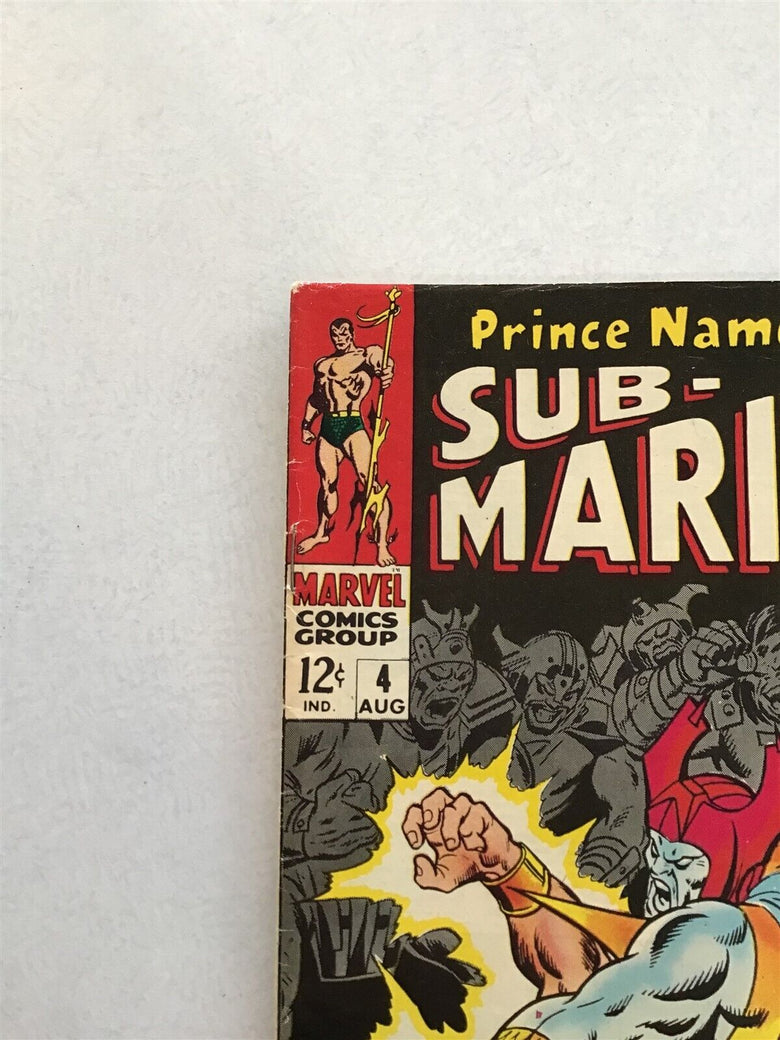 Prince Nam
SUB-
MARI
MARVEL
COMICS
GROUP
12¢
IND.
4
AUG